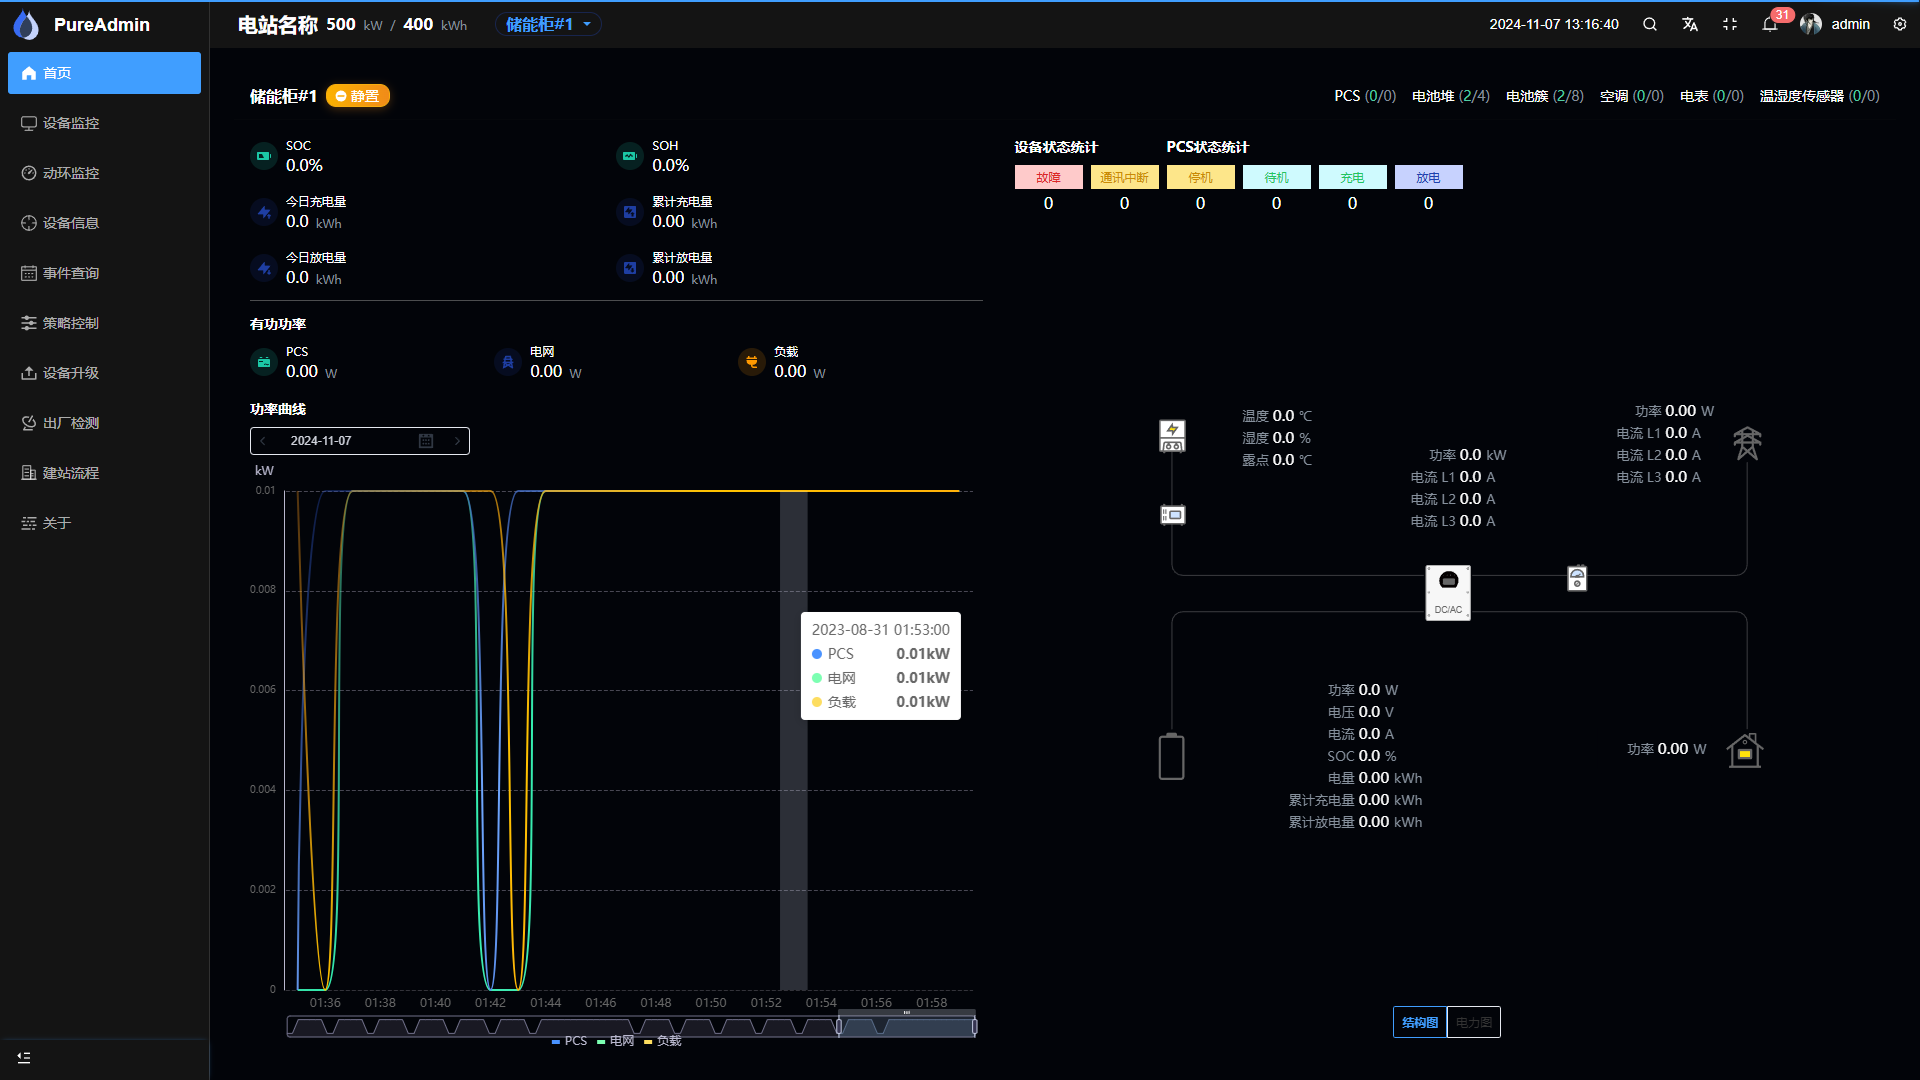 PureAdmin
电站名称 500 kW / 400 kWh 储能柜#1
2024-11-07 13:16:40 31 admin
首页
设备监控
动环监控
设备信息
事件查询
策略控制
设备升级
出厂检测
建站流程
关于
储能柜#1 静置
PCS (0/0) 电池堆 (2/4) 电池簇 (2/8) 空调 (0/0) 电表 (0/0) 温湿度传感器 (0/0)
SOC
0.0%
SOH
0.0%
今日充电量
0.0 kWh
累计充电量
0.00 kWh
今日放电量
0.0 kWh
累计放电量
0.00 kWh
设备状态统计 PCS状态统计
故障 通讯中断 停机 待机 充电 放电
0 0 0 0 0 0
有功功率
PCS
0.00 W
电网
0.00 W
负载
0.00 W
功率曲线
2024-11-07
kW
0.01
0.008
0.006
0.004
0.002
0
01:36 01:38 01:40 01:42 01:44 01:46 01:48 01:50 01:52 01:54 01:56 01:58
2023-08-31 01:53:00
PCS 0.01kW
电网 0.01kW
负载 0.01kW
PCS 电网 负载
温度 0.0 ℃
湿度 0.0 %
露点 0.0 ℃
功率 0.0 kW
电流 L1 0.0 A
电流 L2 0.0 A
电流 L3 0.0 A
功率 0.00 W
电流 L1 0.0 A
电流 L2 0.0 A
电流 L3 0.0 A
DC/AC
功率 0.0 W
电压 0.0 V
电流 0.0 A
SOC 0.0 %
电量 0.00 kWh
累计充电量 0.00 kWh
累计放电量 0.00 kWh
功率 0.00 W
结构图 电力图